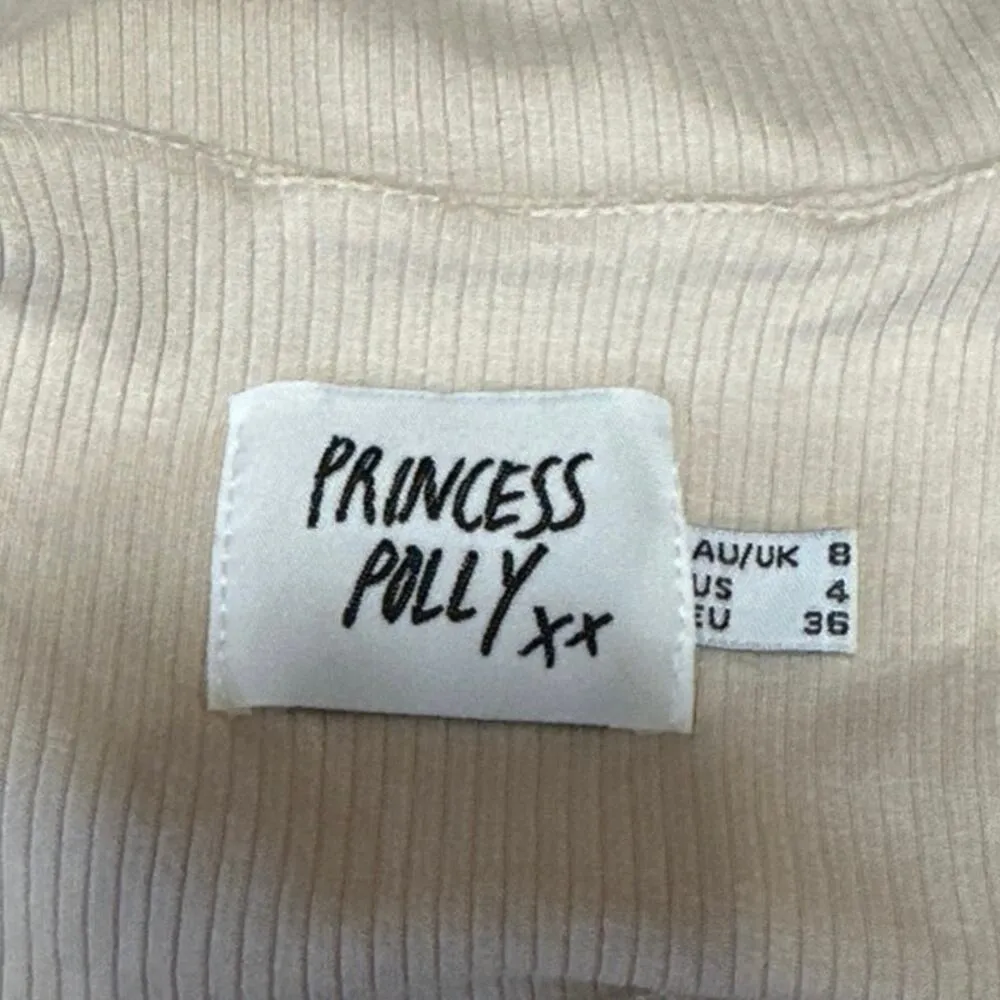 PRINCESS
POLLY xx
AU/UK 8
US 4
EU 36